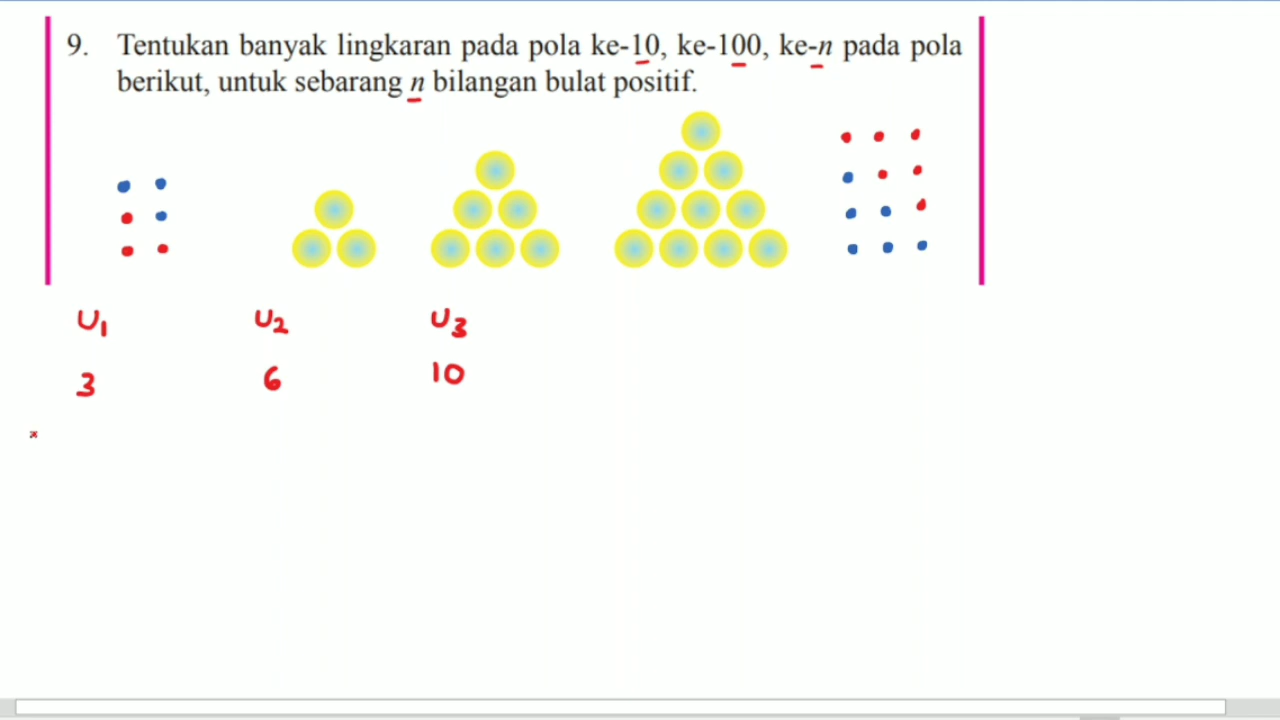 9. Tentukan banyak lingkaran pada pola ke-10, ke-100, ke-n pada pola
berikut, untuk sebarang n bilangan bulat positif.
U1 U2 U3
3 6 10